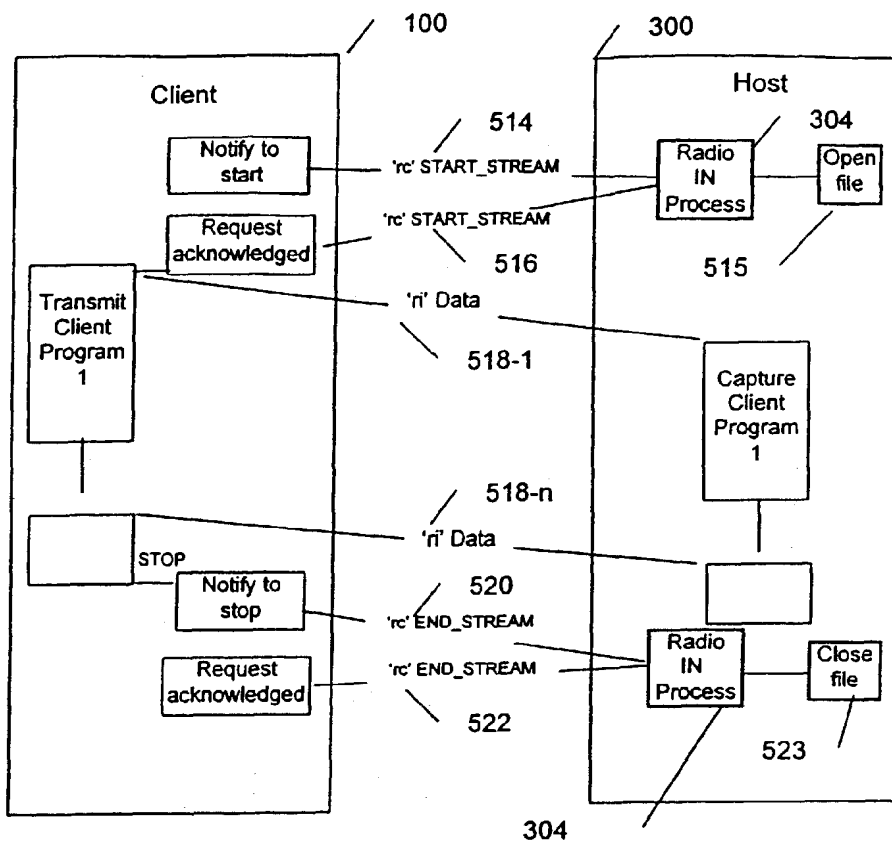 100
300
Client
Host
514
304
Notify to
start
'rc' START_STREAM
Radio
IN
Process
Open
file
Request
acknowledged
'rc' START_STREAM
516
515
Transmit
Client
Program
1
'ri' Data
518-1
Capture
Client
Program
1
518-n
'ri' Data
STOP
520
Notify to
stop
'rc' END_STREAM
Radio
IN
Process
Close
file
Request
acknowledged
'rc' END_STREAM
522
523
304